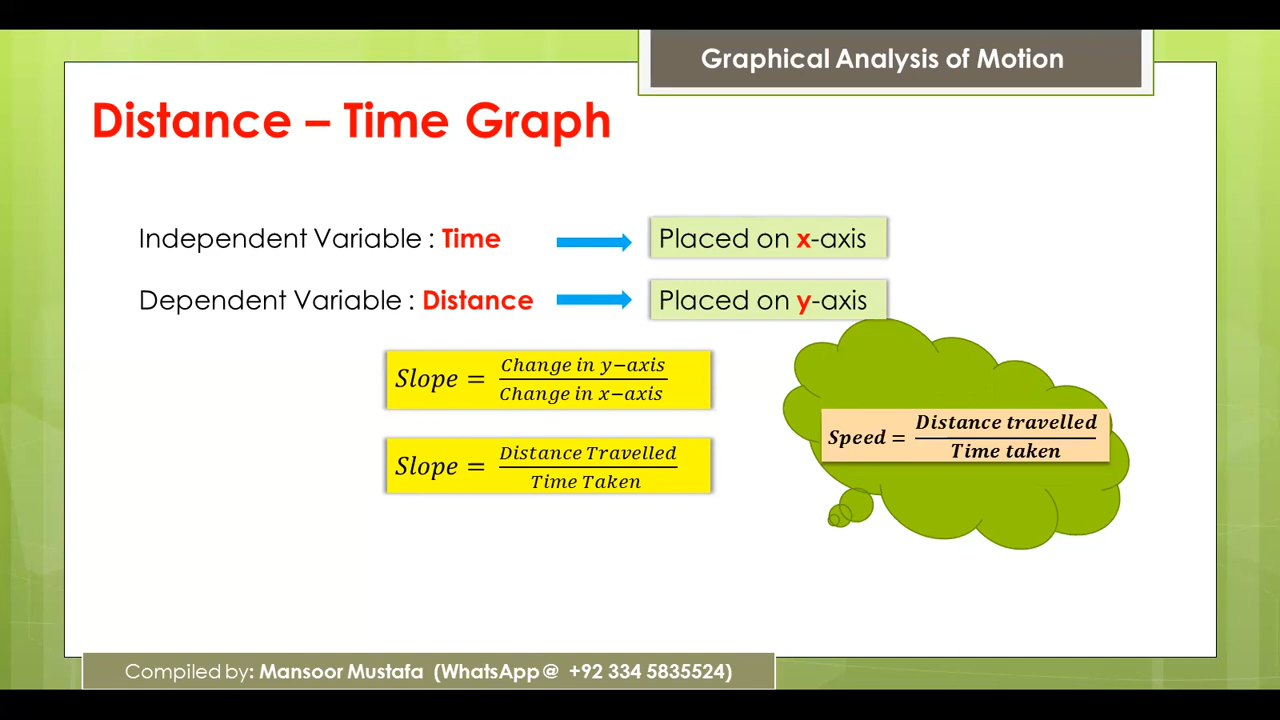 Graphical Analysis of Motion
Distance – Time Graph
Independent Variable : Time
Placed on x-axis
Dependent Variable : Distance
Placed on y-axis
Slope = Change in y−axis / Change in x−axis
Slope = Distance Travelled / Time Taken
Speed = Distance travelled / Time taken
Compiled by: Mansoor Mustafa (WhatsApp @ +92 334 5835524)